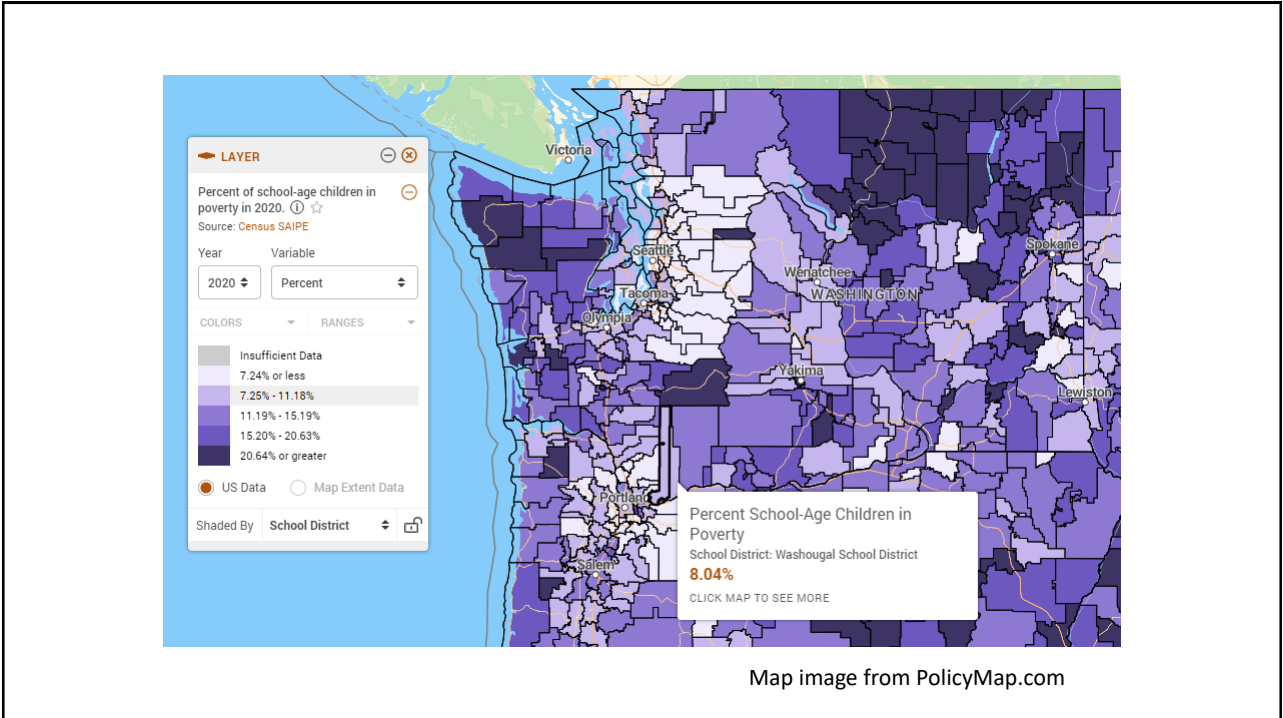 LAYER
Percent of school-age children in
poverty in 2020.
Source: Census SAIPE
Year Variable
2020 Percent
COLORS RANGES
Insufficient Data
7.24% or less
7.25% - 11.18%
11.19% - 15.19%
15.20% - 20.63%
20.64% or greater
US Data Map Extent Data
Shaded By School District
Victoria
Seattle
Spokane
Wenatchee
WASHINGTON
Tacoma
Olympia
Yakima
Lewiston
Portland
Salem
Percent School-Age Children in
Poverty
School District: Washougal School District
8.04%
CLICK MAP TO SEE MORE
Map image from PolicyMap.com